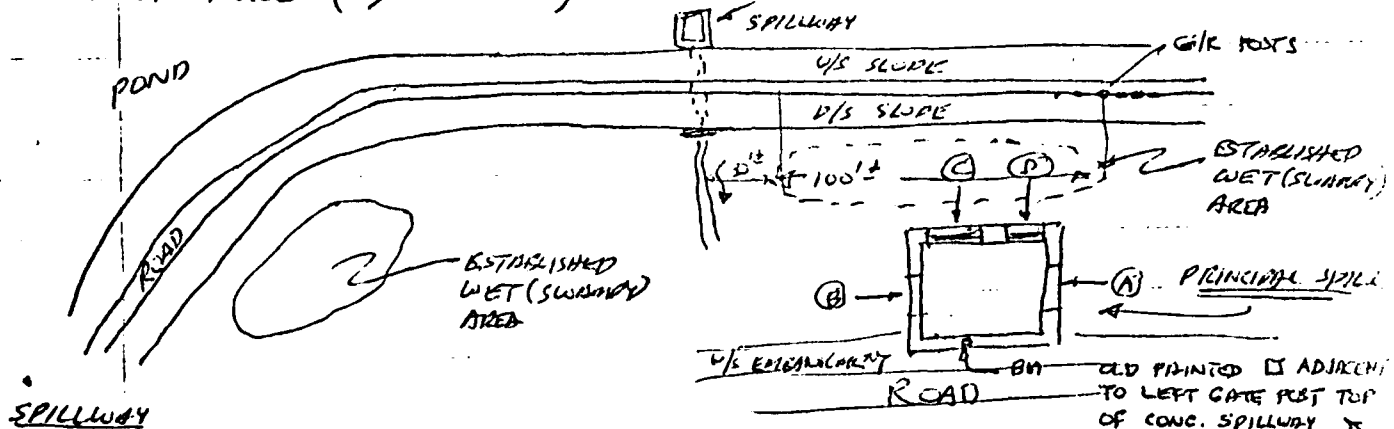 SPILLWAY
G/R POSTS
POND
U/S SLOPE
D/S SLOPE
ROAD
100'±
C
D
ESTABLISHED
WET (SWAMPY)
AREA
ESTABLISHED
WET (SWAMPY)
AREA
B
A
PRINCIPAL
U/S EMBANKMENT
BM
ROAD
OLD PAINTED □ ADJACENT
TO LEFT GATE POST TOP
OF CONC. SPILLWAY
SPILLWAY